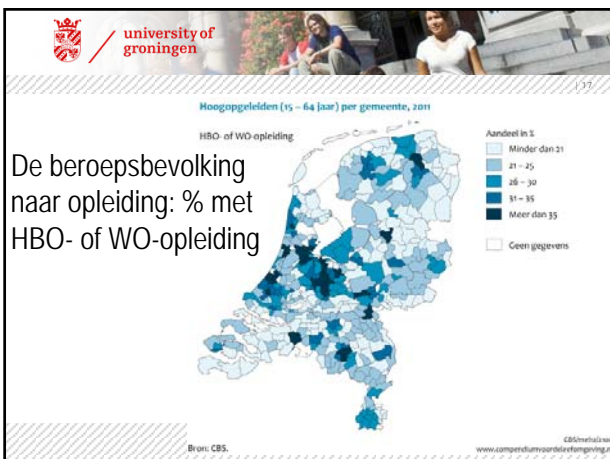 university of
groningen
| 17
Hoogopgeleiden (15 – 64 jaar) per gemeente, 2011
HBO- of WO-opleiding
De beroepsbevolking
naar opleiding: % met
HBO- of WO-opleiding
Aandeel in %
Minder dan 21
21 – 25
26 – 30
31 – 35
Meer dan 35
Geen gegevens
Bron: CBS.
www.compendiumvoordeleefomgeving.